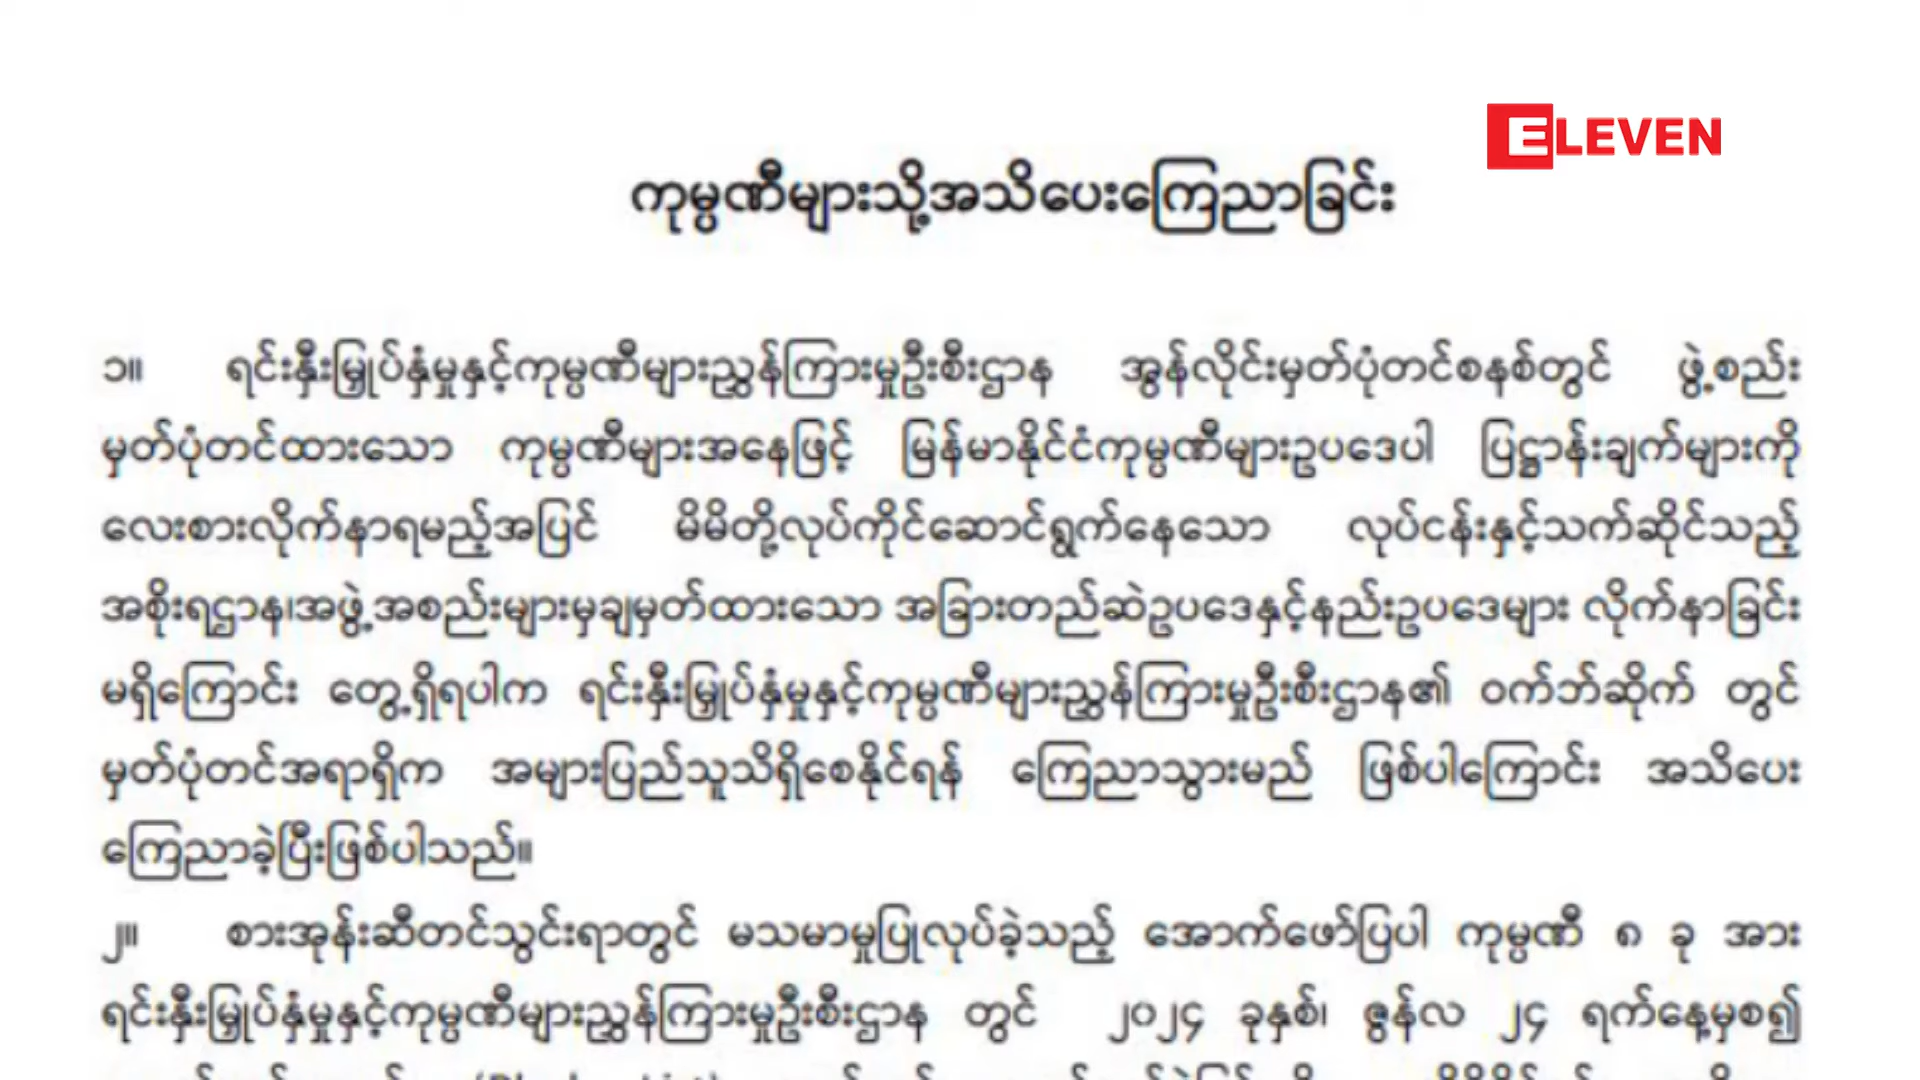 ELEVEN
ကုမ္ပဏီများသို့အသိပေးကြေညာခြင်း
၁။ ရင်းနှီးမြှုပ်နှံမှုနှင့်ကုမ္ပဏီများညွှန်ကြားမှုဦးစီးဌာန အွန်လိုင်းမှတ်ပုံတင်စနစ်တွင် ဖွဲ့စည်း
မှတ်ပုံတင်ထားသော ကုမ္ပဏီများအနေဖြင့် မြန်မာနိုင်ငံကုမ္ပဏီများဥပဒေပါ ပြဋ္ဌာန်းချက်များကို
လေးစားလိုက်နာရမည့်အပြင် မိမိတို့လုပ်ကိုင်ဆောင်ရွက်နေသော လုပ်ငန်းနှင့်သက်ဆိုင်သည့်
အစိုးရဌာန၊အဖွဲ့အစည်းများမှချမှတ်ထားသော အခြားတည်ဆဲဥပဒေနှင့်နည်းဥပဒေများ လိုက်နာခြင်း
မရှိကြောင်း တွေ့ရှိရပါက ရင်းနှီးမြှုပ်နှံမှုနှင့်ကုမ္ပဏီများညွှန်ကြားမှုဦးစီးဌာန၏ ဝက်ဘ်ဆိုက် တွင်
မှတ်ပုံတင်အရာရှိက အများပြည်သူသိရှိစေနိုင်ရန် ကြေညာသွားမည် ဖြစ်ပါကြောင်း အသိပေး
ကြေညာခဲ့ပြီးဖြစ်ပါသည်။
၂။ စားအုန်းဆီတင်သွင်းရာတွင် မသမာမှုပြုလုပ်ခဲ့သည့် အောက်ဖော်ပြပါ ကုမ္ပဏီ ၈ ခု အား
ရင်းနှီးမြှုပ်နှံမှုနှင့်ကုမ္ပဏီများညွှန်ကြားမှုဦးစီးဌာန တွင် ၂၀၂၄ ခုနှစ်၊ ဇွန်လ ၂၄ ရက်နေ့မှစ၍